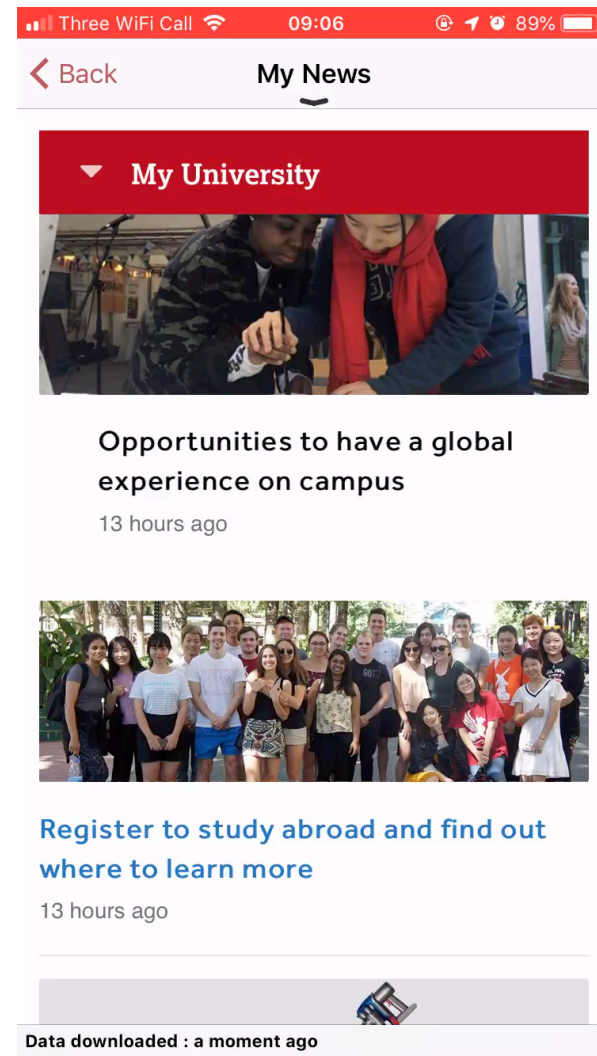 Three WiFi Call 09:06 89%
Back My News
My University
Opportunities to have a global
experience on campus
13 hours ago
Register to study abroad and find out
where to learn more
13 hours ago
Data downloaded : a moment ago